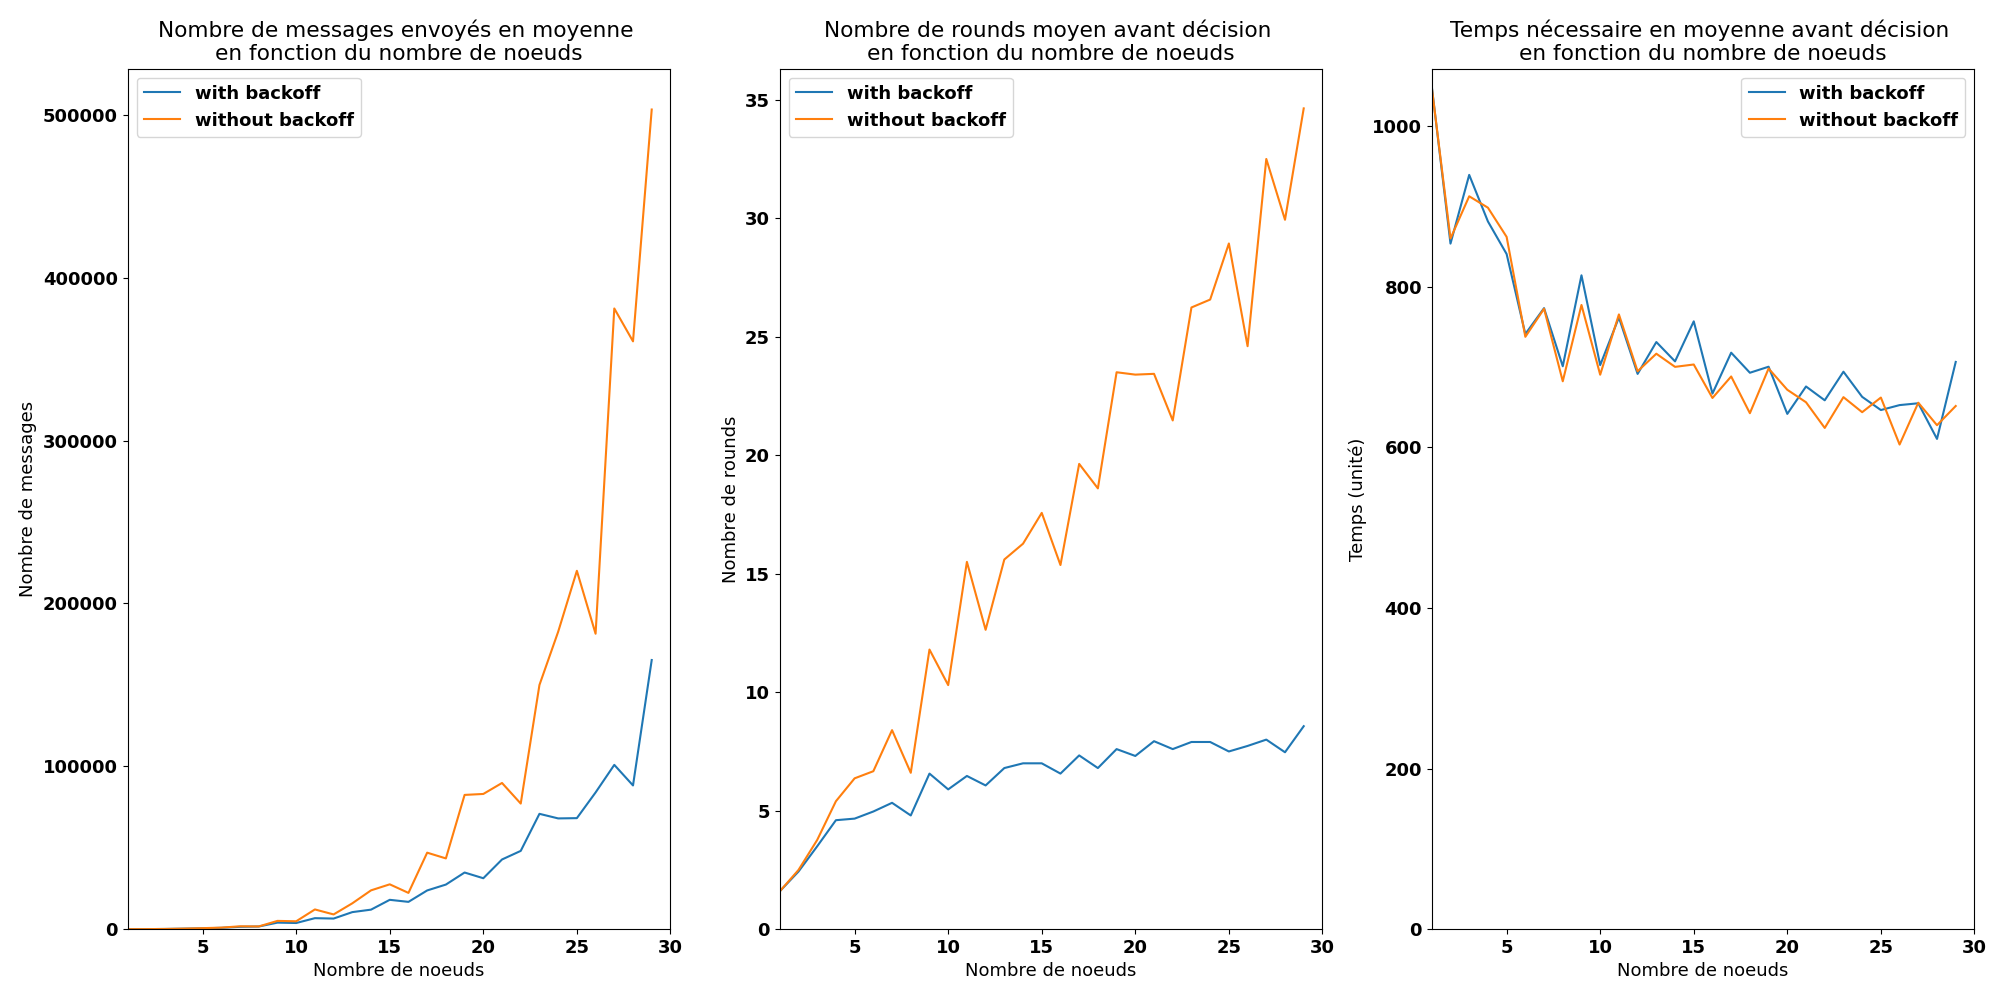 Nombre de messages envoyés en moyenne
en fonction du nombre de noeuds
with backoff
without backoff
500000
400000
300000
200000
100000
0
Nombre de messages
5 10 15 20 25 30
Nombre de noeuds
Nombre de rounds moyen avant décision
en fonction du nombre de noeuds
with backoff
without backoff
35
30
25
20
15
10
5
0
Nombre de rounds
5 10 15 20 25 30
Nombre de noeuds
Temps nécessaire en moyenne avant décision
en fonction du nombre de noeuds
with backoff
without backoff
1000
800
600
400
200
0
Temps (unité)
5 10 15 20 25 30
Nombre de noeuds